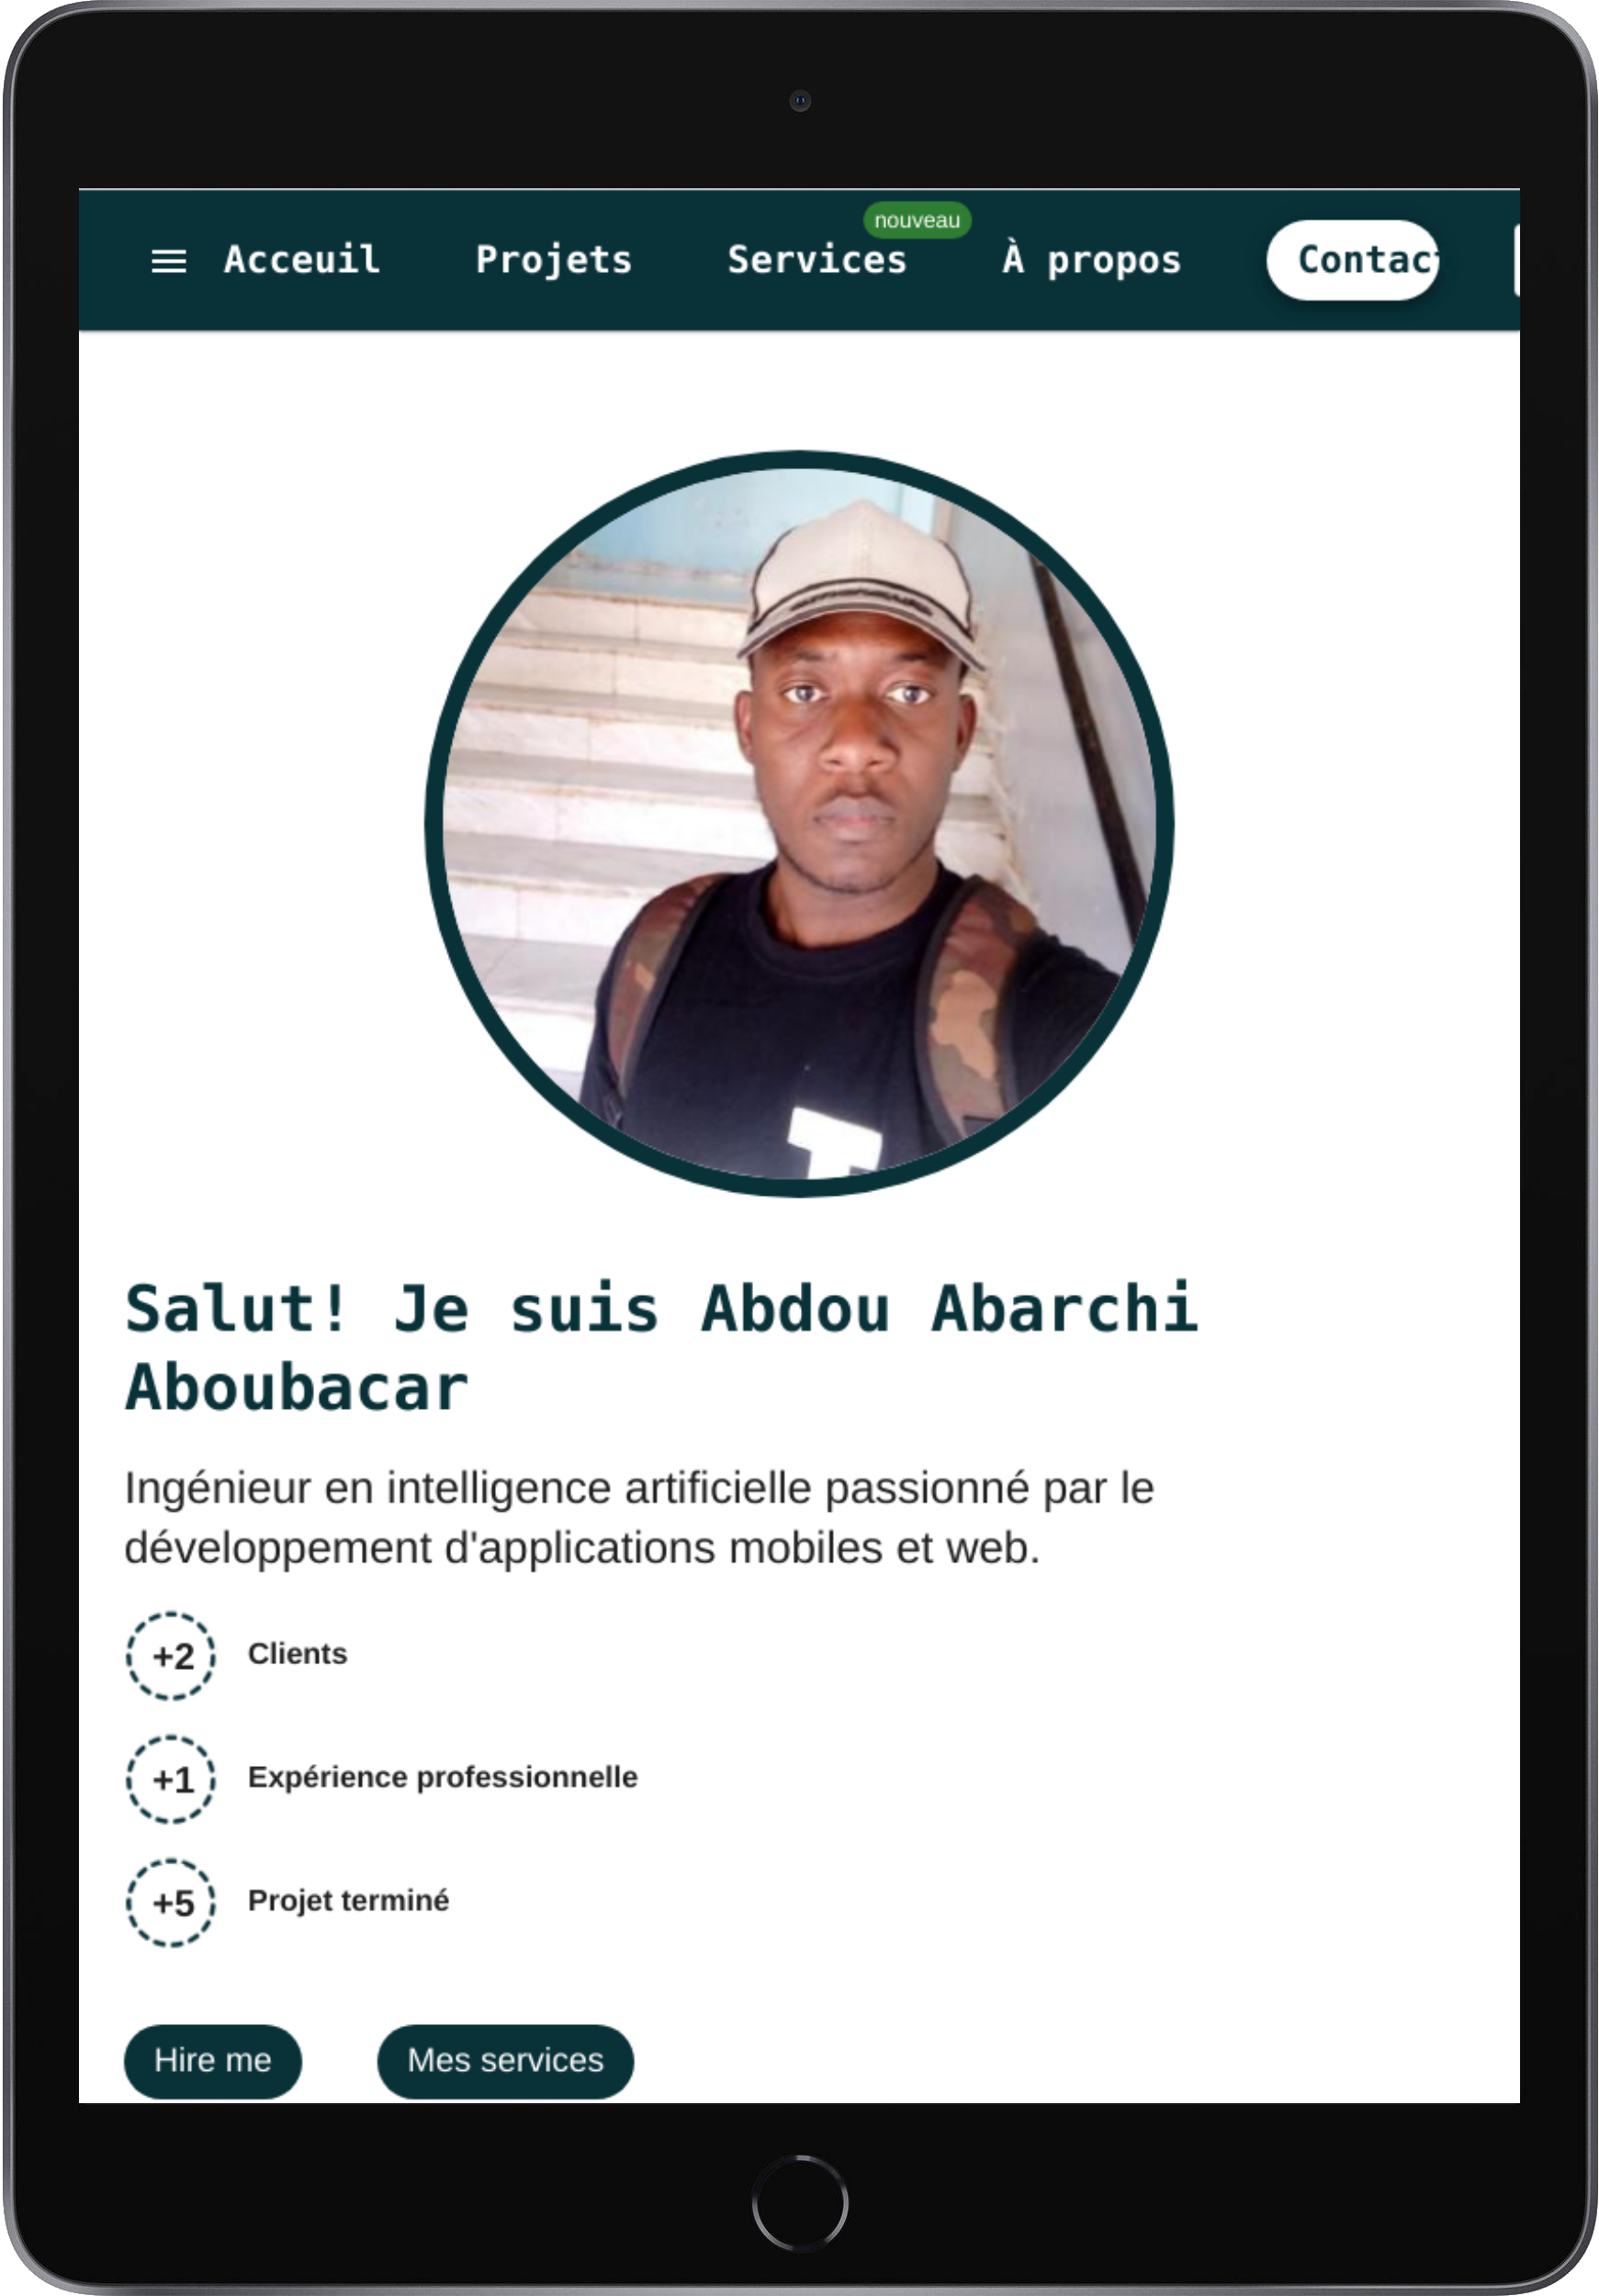 nouveau
Acceuil Projets Services À propos Contact
Salut! Je suis Abdou Abarchi
Aboubacar
Ingénieur en intelligence artificielle passionné par le
développement d'applications mobiles et web.
+2 Clients
+1 Expérience professionnelle
+5 Projet terminé
Hire me Mes services